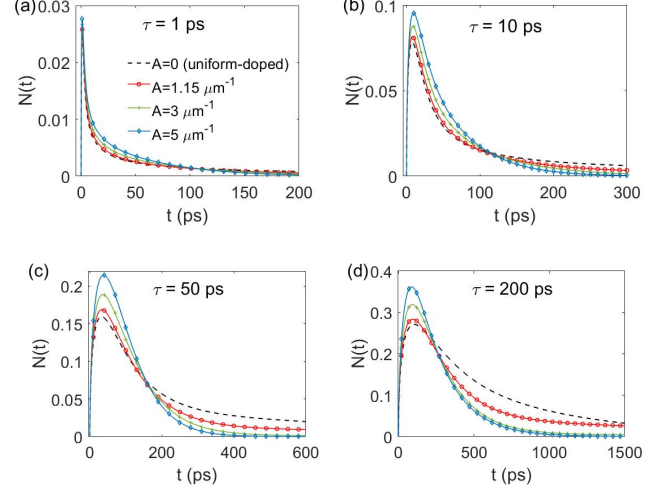 (a)
τ = 1 ps
0.03
0.02
0.01
0
N(t)
A=0 (uniform-doped)
A=1.15 μm⁻¹
A=3 μm⁻¹
A=5 μm⁻¹
0 50 100 150 200
t (ps)
(b)
τ = 10 ps
0.1
0.05
0
N(t)
0 100 200 300
t (ps)
(c)
τ = 50 ps
0.2
0.15
0.1
0.05
0
N(t)
0 200 400 600
t (ps)
(d)
τ = 200 ps
0.4
0.3
0.2
0.1
0
N(t)
0 500 1000 1500
t (ps)